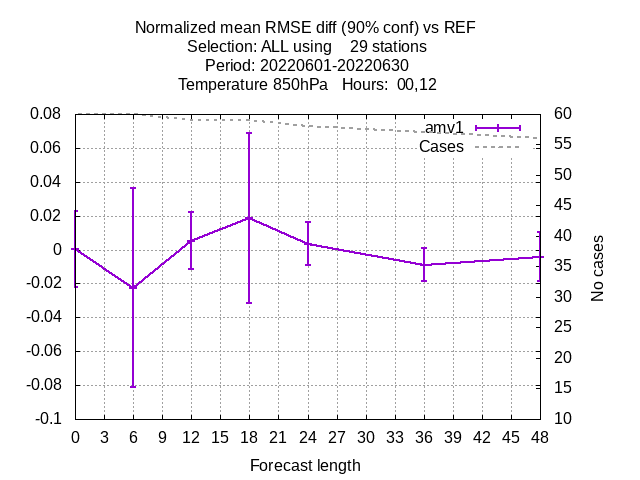 Normalized mean RMSE diff (90% conf) vs REF
Selection: ALL using    29 stations
Period: 20220601-20220630
Temperature 850hPa   Hours:  00,12
amv1
Cases
0.08
0.06
0.04
0.02
0
-0.02
-0.04
-0.06
-0.08
-0.1
60
55
50
45
40
35
30
25
20
15
10
No cases
0 3 6 9 12 15 18 21 24 27 30 33 36 39 42 45 48
Forecast length